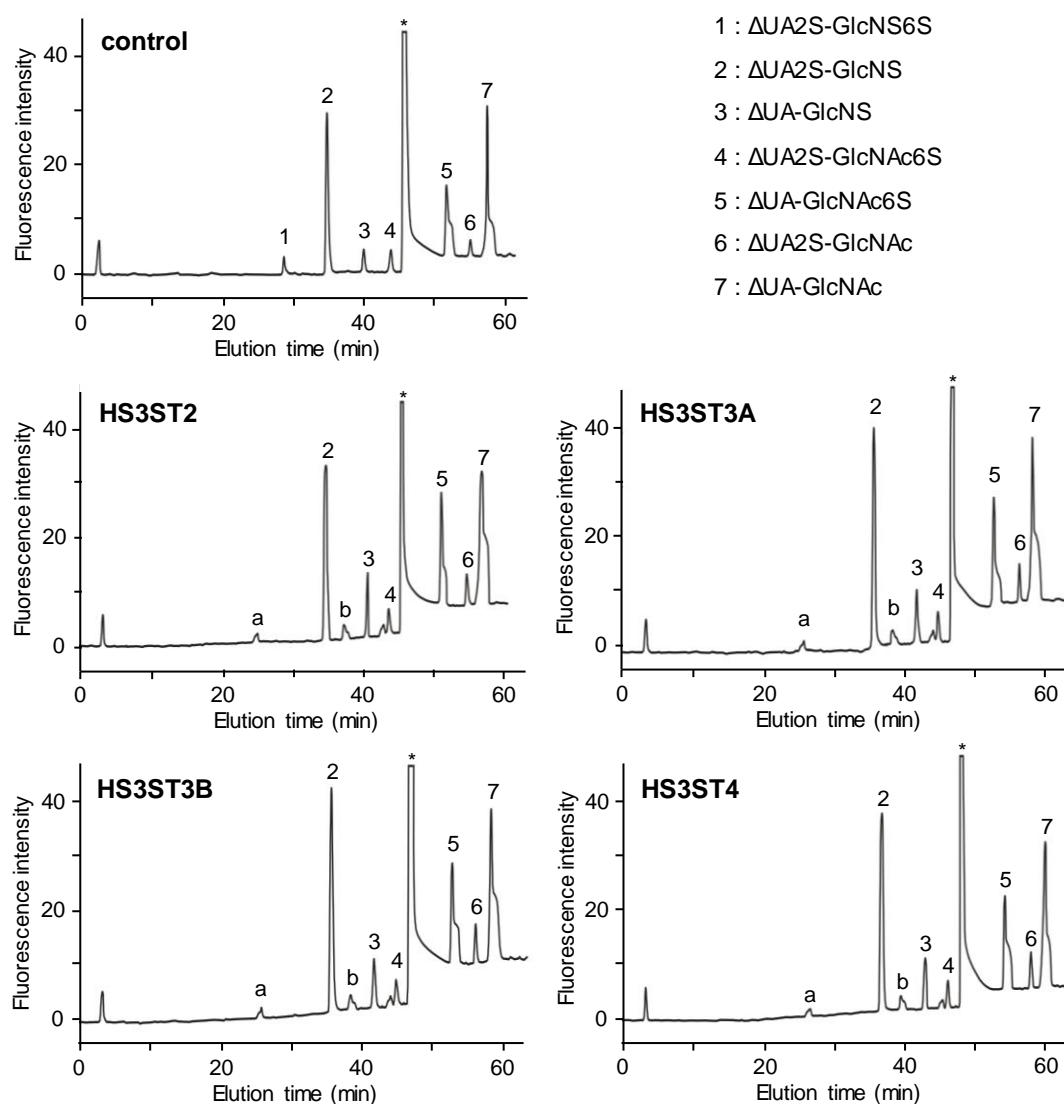 control
Fluorescence intensity
40
20
0
0 20 40 60
Elution time (min)
1 2 3 4 * 5 6 7
1 : ΔUA2S-GlcNS6S
2 : ΔUA2S-GlcNS
3 : ΔUA-GlcNS
4 : ΔUA2S-GlcNAc6S
5 : ΔUA-GlcNAc6S
6 : ΔUA2S-GlcNAc
7 : ΔUA-GlcNAc
HS3ST2
Fluorescence intensity
40
20
0
0 20 40 60
Elution time (min)
a 2 b 3 4 * 5 6 7
HS3ST3A
Fluorescence intensity
40
20
0
0 20 40 60
Elution time (min)
a 2 b 3 4 * 5 6 7
HS3ST3B
Fluorescence intensity
40
20
0
0 20 40 60
Elution time (min)
a 2 b 3 4 * 5 6 7
HS3ST4
Fluorescence intensity
40
20
0
0 20 40 60
Elution time (min)
a 2 b 3 4 * 5 6 7